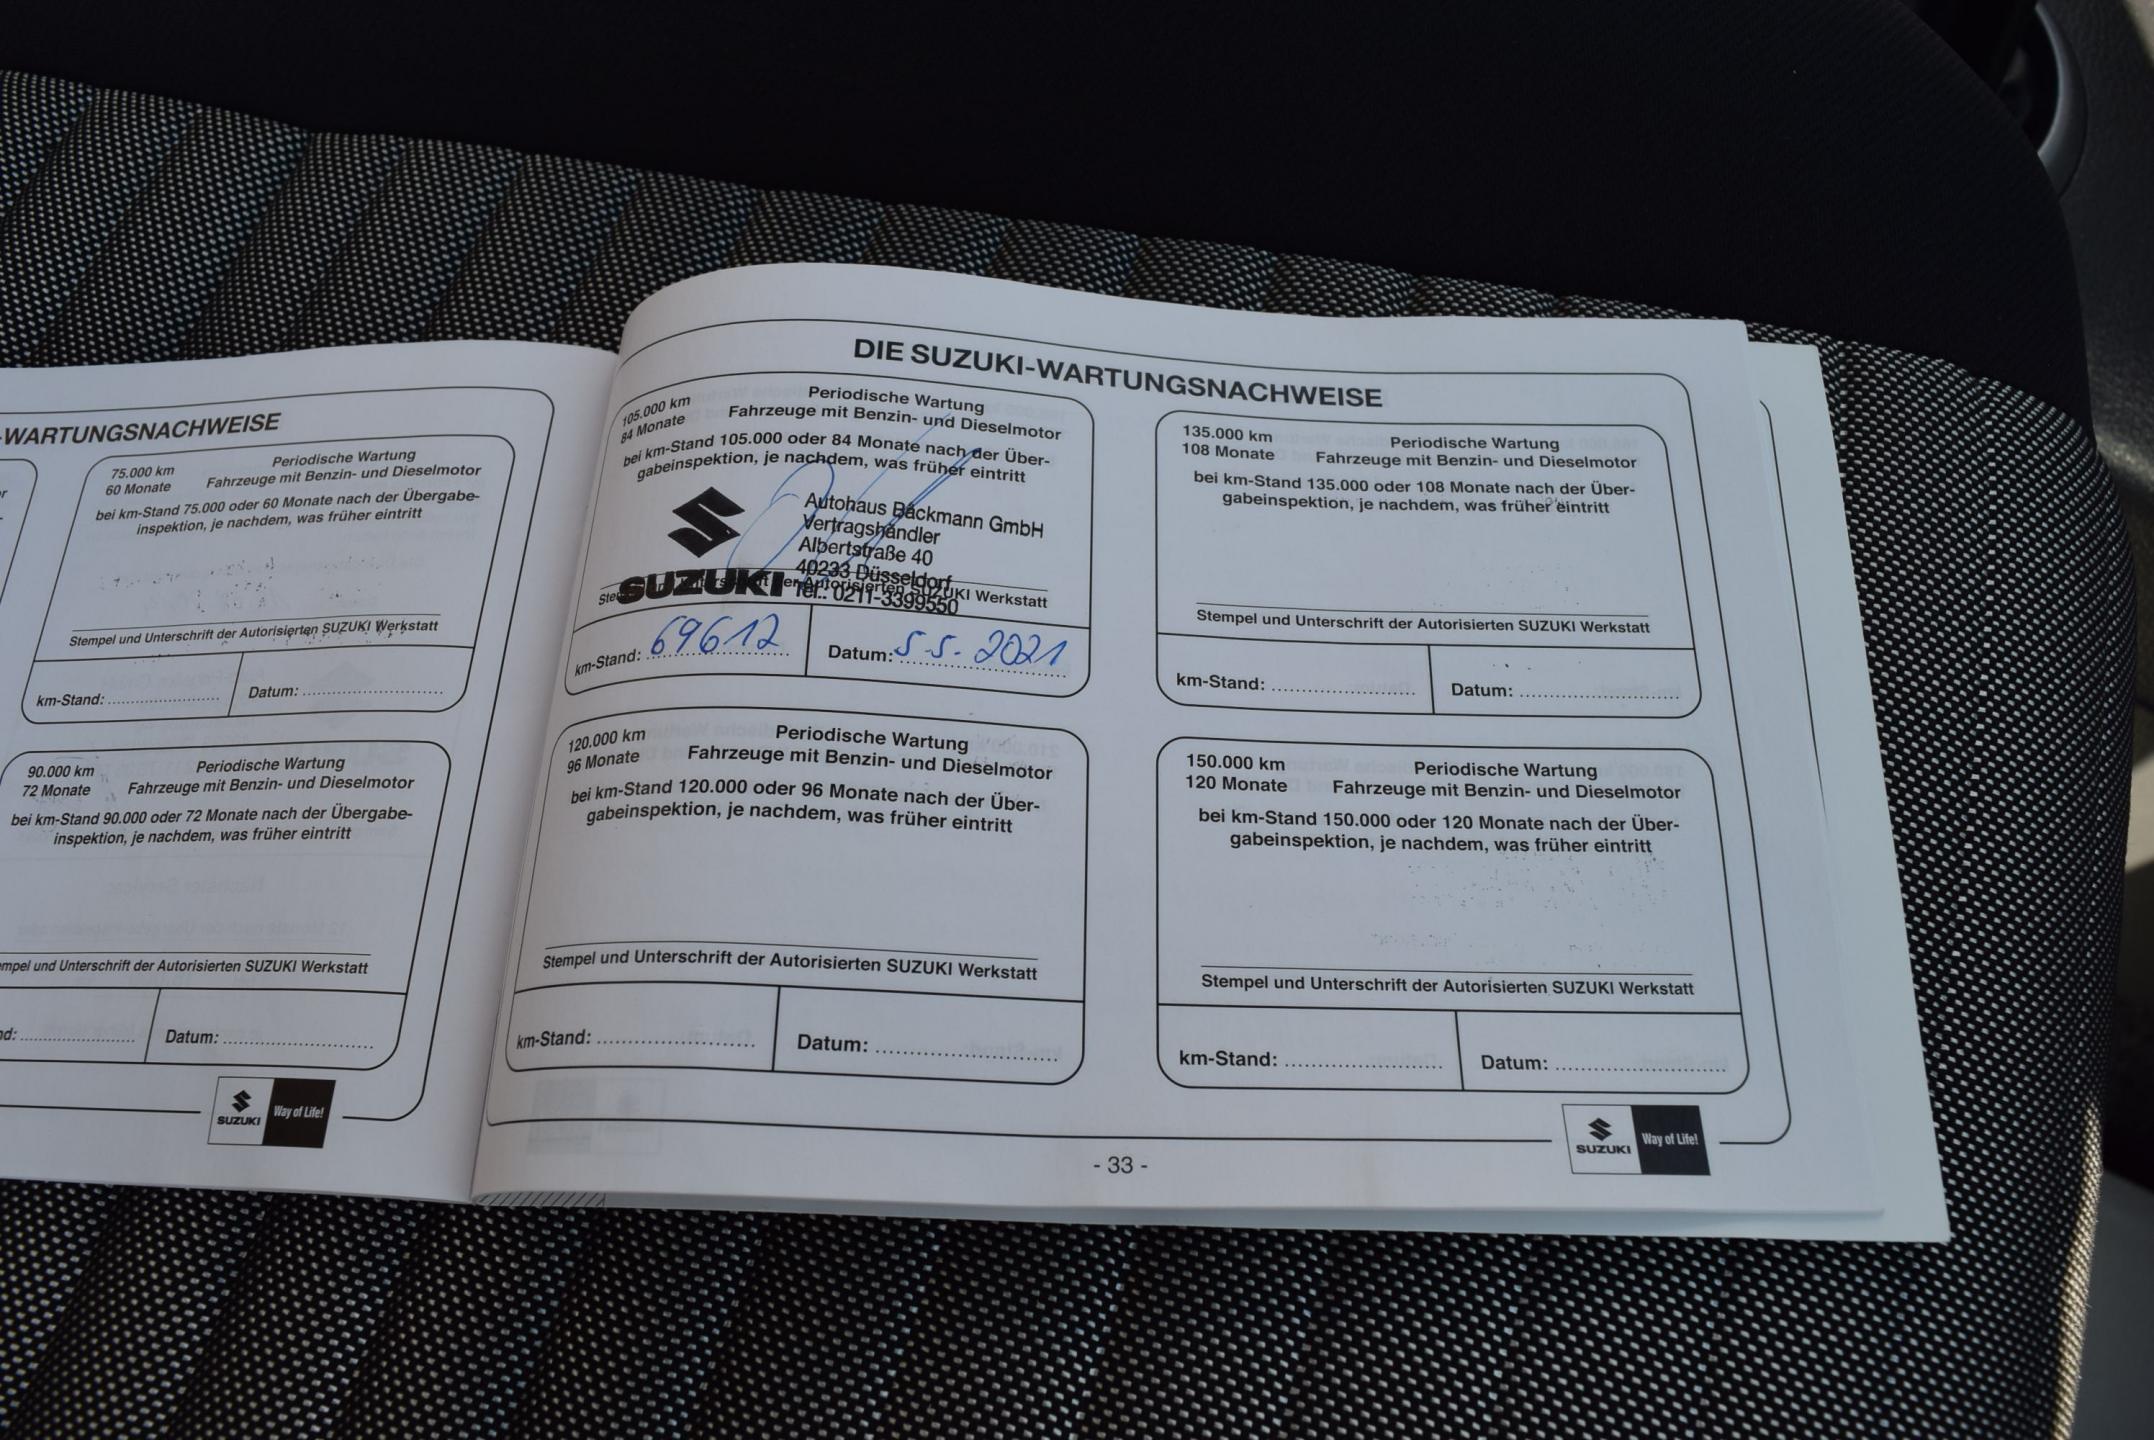 -WARTUNGSNACHWEISE
75.000 km
60 Monate
Periodische Wartung
Fahrzeuge mit Benzin- und Dieselmotor
bei km-Stand 75.000 oder 60 Monate nach der Übergabe-
inspektion, je nachdem, was früher eintritt
Stempel und Unterschrift der Autorisierten SUZUKI Werkstatt
km-Stand: ....................
Datum: ....................
90.000 km
72 Monate
Periodische Wartung
Fahrzeuge mit Benzin- und Dieselmotor
bei km-Stand 90.000 oder 72 Monate nach der Übergabe-
inspektion, je nachdem, was früher eintritt
mpel und Unterschrift der Autorisierten SUZUKI Werkstatt
nd: ....................
Datum: ....................
SUZUKI
Way of Life!
DIE SUZUKI-WARTUNGSNACHWEISE
105.000 km
84 Monate
Periodische Wartung
Fahrzeuge mit Benzin- und Dieselmotor
bei km-Stand 105.000 oder 84 Monate nach der Über-
gabeinspektion, je nachdem, was früher eintritt
Autohaus Bäckmann GmbH
Vertragshändler
Albertstraße 40
40233 Düsseldorf
Tel.: 0211-3399550
SUZUKI
Stempel und Unterschrift der Autorisierten SUZUKI Werkstatt
km-Stand: 69612
Datum: 5.5.2021
120.000 km
96 Monate
Periodische Wartung
Fahrzeuge mit Benzin- und Dieselmotor
bei km-Stand 120.000 oder 96 Monate nach der Über-
gabeinspektion, je nachdem, was früher eintritt
Stempel und Unterschrift der Autorisierten SUZUKI Werkstatt
km-Stand: ....................
Datum: ....................
135.000 km
108 Monate
Periodische Wartung
Fahrzeuge mit Benzin- und Dieselmotor
bei km-Stand 135.000 oder 108 Monate nach der Über-
gabeinspektion, je nachdem, was früher eintritt
Stempel und Unterschrift der Autorisierten SUZUKI Werkstatt
km-Stand: ....................
Datum: ....................
150.000 km
120 Monate
Periodische Wartung
Fahrzeuge mit Benzin- und Dieselmotor
bei km-Stand 150.000 oder 120 Monate nach der Über-
gabeinspektion, je nachdem, was früher eintritt
Stempel und Unterschrift der Autorisierten SUZUKI Werkstatt
km-Stand: ....................
Datum: ....................
- 33 -
SUZUKI
Way of Life!